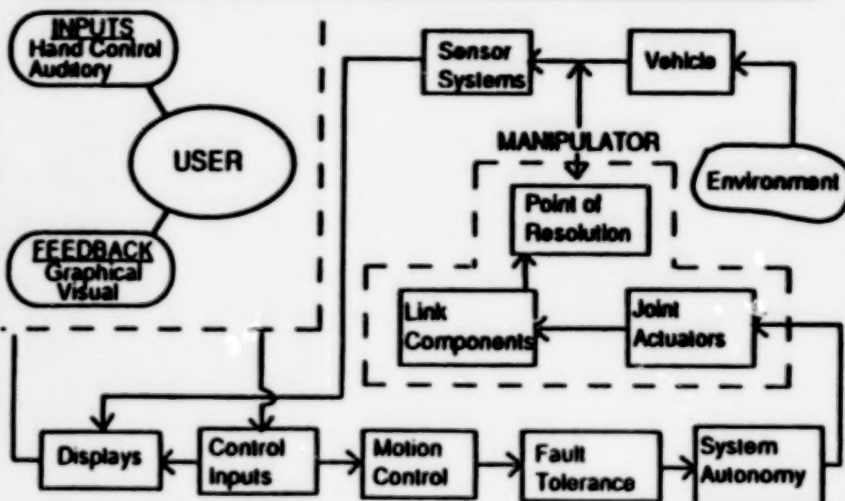 INPUTS
Hand Control
Auditory
USER
FEEDBACK
Graphical
Visual
Sensor
Systems
Vehicle
MANIPULATOR
Environment
Point of
Resolution
Link
Components
Joint
Actuators
Displays
Control
Inputs
Motion
Control
Fault
Tolerance
System
Autonomy